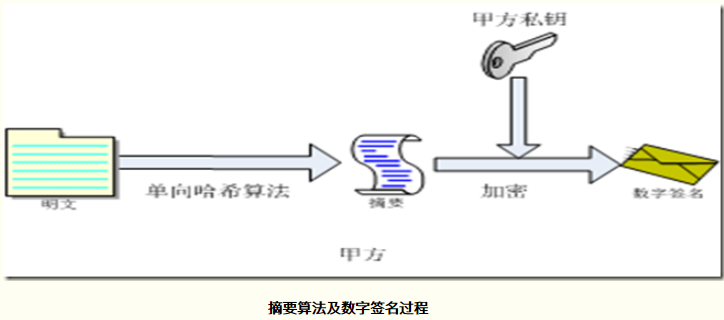 甲方私钥
单向哈希算法
加密
明文
摘要
数字签名
甲方
摘要算法及数字签名过程